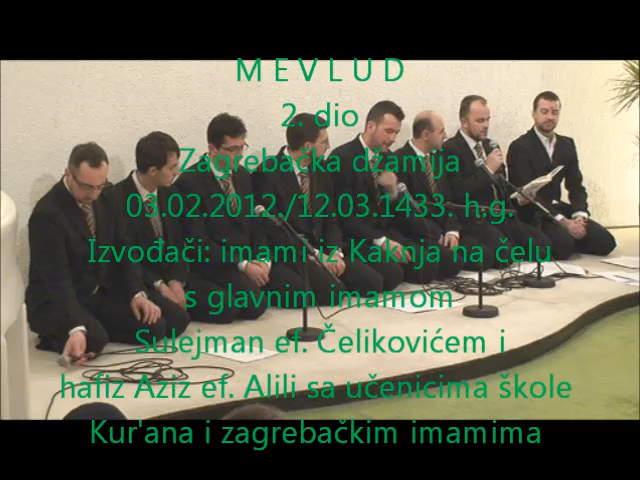 M E V L U D
2. dio
Zagrebačka džamija
03.02.2012./12.03.1433. h.g.
Izvođači: imami iz Kaknja na čelu
s glavnim imamom
Sulejman ef. Čelikovićem i
hafiz Aziz ef. Alili sa učenicima škole
Kur'ana i zagrebačkim imamima